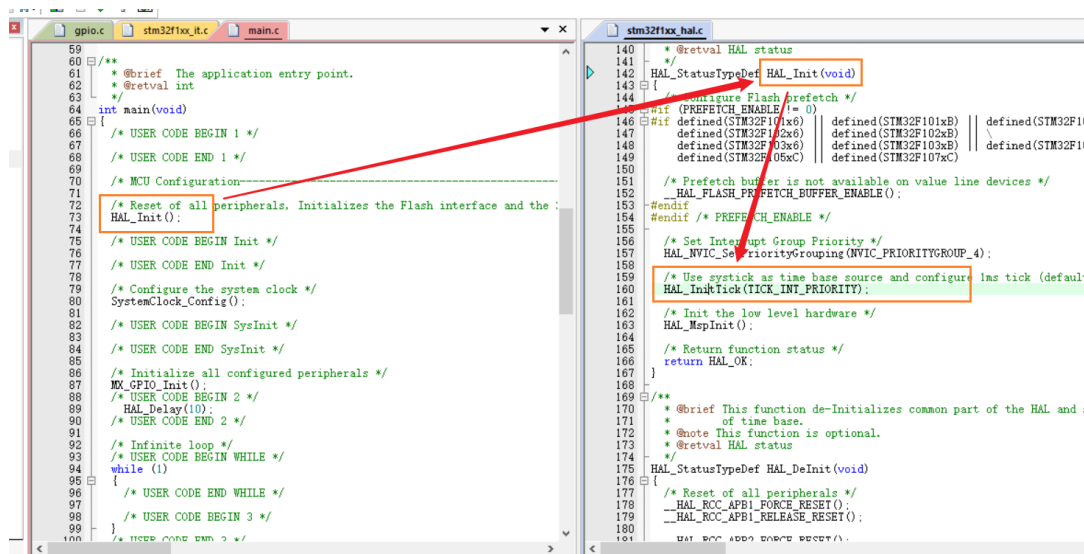 gpio.c
stm32f1xx_it.c
main.c
59
60 /**
61 * @brief The application entry point.
62 * @retval int
63 */
64 int main(void)
65 {
66 /* USER CODE BEGIN 1 */
67
68 /* USER CODE END 1 */
69
70 /* MCU Configuration--------------------------------------------------------
71
72 /* Reset of all peripherals, Initializes the Flash interface and the
73 HAL_Init();
74
75 /* USER CODE BEGIN Init */
76
77 /* USER CODE END Init */
78
79 /* Configure the system clock */
80 SystemClock_Config();
81
82 /* USER CODE BEGIN SysInit */
83
84 /* USER CODE END SysInit */
85
86 /* Initialize all configured peripherals */
87 MX_GPIO_Init();
88 /* USER CODE BEGIN 2 */
89 HAL_Delay(10);
90 /* USER CODE END 2 */
91
92 /* Infinite loop */
93 /* USER CODE BEGIN WHILE */
94 while (1)
95 {
96 /* USER CODE END WHILE */
97
98 /* USER CODE BEGIN 3 */
99 }
100 /* USER CODE END 3 */
stm32f1xx_hal.c
140 * @retval HAL status
141 */
142 HAL_StatusTypeDef HAL_Init(void)
143 {
144 /* Configure Flash prefetch */
145 #if (PREFETCH_ENABLE != 0)
146 #if defined(STM32F101x6) || defined(STM32F101xB) || defined(STM32F1
147 defined(STM32F102x6) || defined(STM32F102xB) || \
148 defined(STM32F103x6) || defined(STM32F103xB) || defined(STM32F1
149 defined(STM32F105xC) || defined(STM32F107xC)
150
151 /* Prefetch buffer is not available on value line devices */
152 __HAL_FLASH_PREFETCH_BUFFER_ENABLE();
153 #endif
154 #endif /* PREFETCH_ENABLE */
155
156 /* Set Interrupt Group Priority */
157 HAL_NVIC_SetPriorityGrouping(NVIC_PRIORITYGROUP_4);
158
159 /* Use systick as time base source and configure 1ms tick (default
160 HAL_InitTick(TICK_INT_PRIORITY);
161
162 /* Init the low level hardware */
163 HAL_MspInit();
164
165 /* Return function status */
166 return HAL_OK;
167 }
168
169 /**
170 * @brief This function de-Initializes common part of the HAL and
171 * of time base.
172 * @note This function is optional.
173 * @retval HAL status
174 */
175 HAL_StatusTypeDef HAL_DeInit(void)
176 {
177 /* Reset of all peripherals */
178 __HAL_RCC_APB1_FORCE_RESET();
179 __HAL_RCC_APB1_RELEASE_RESET();
180
181 HAL_RCC_APB2_FORCE_RESET();